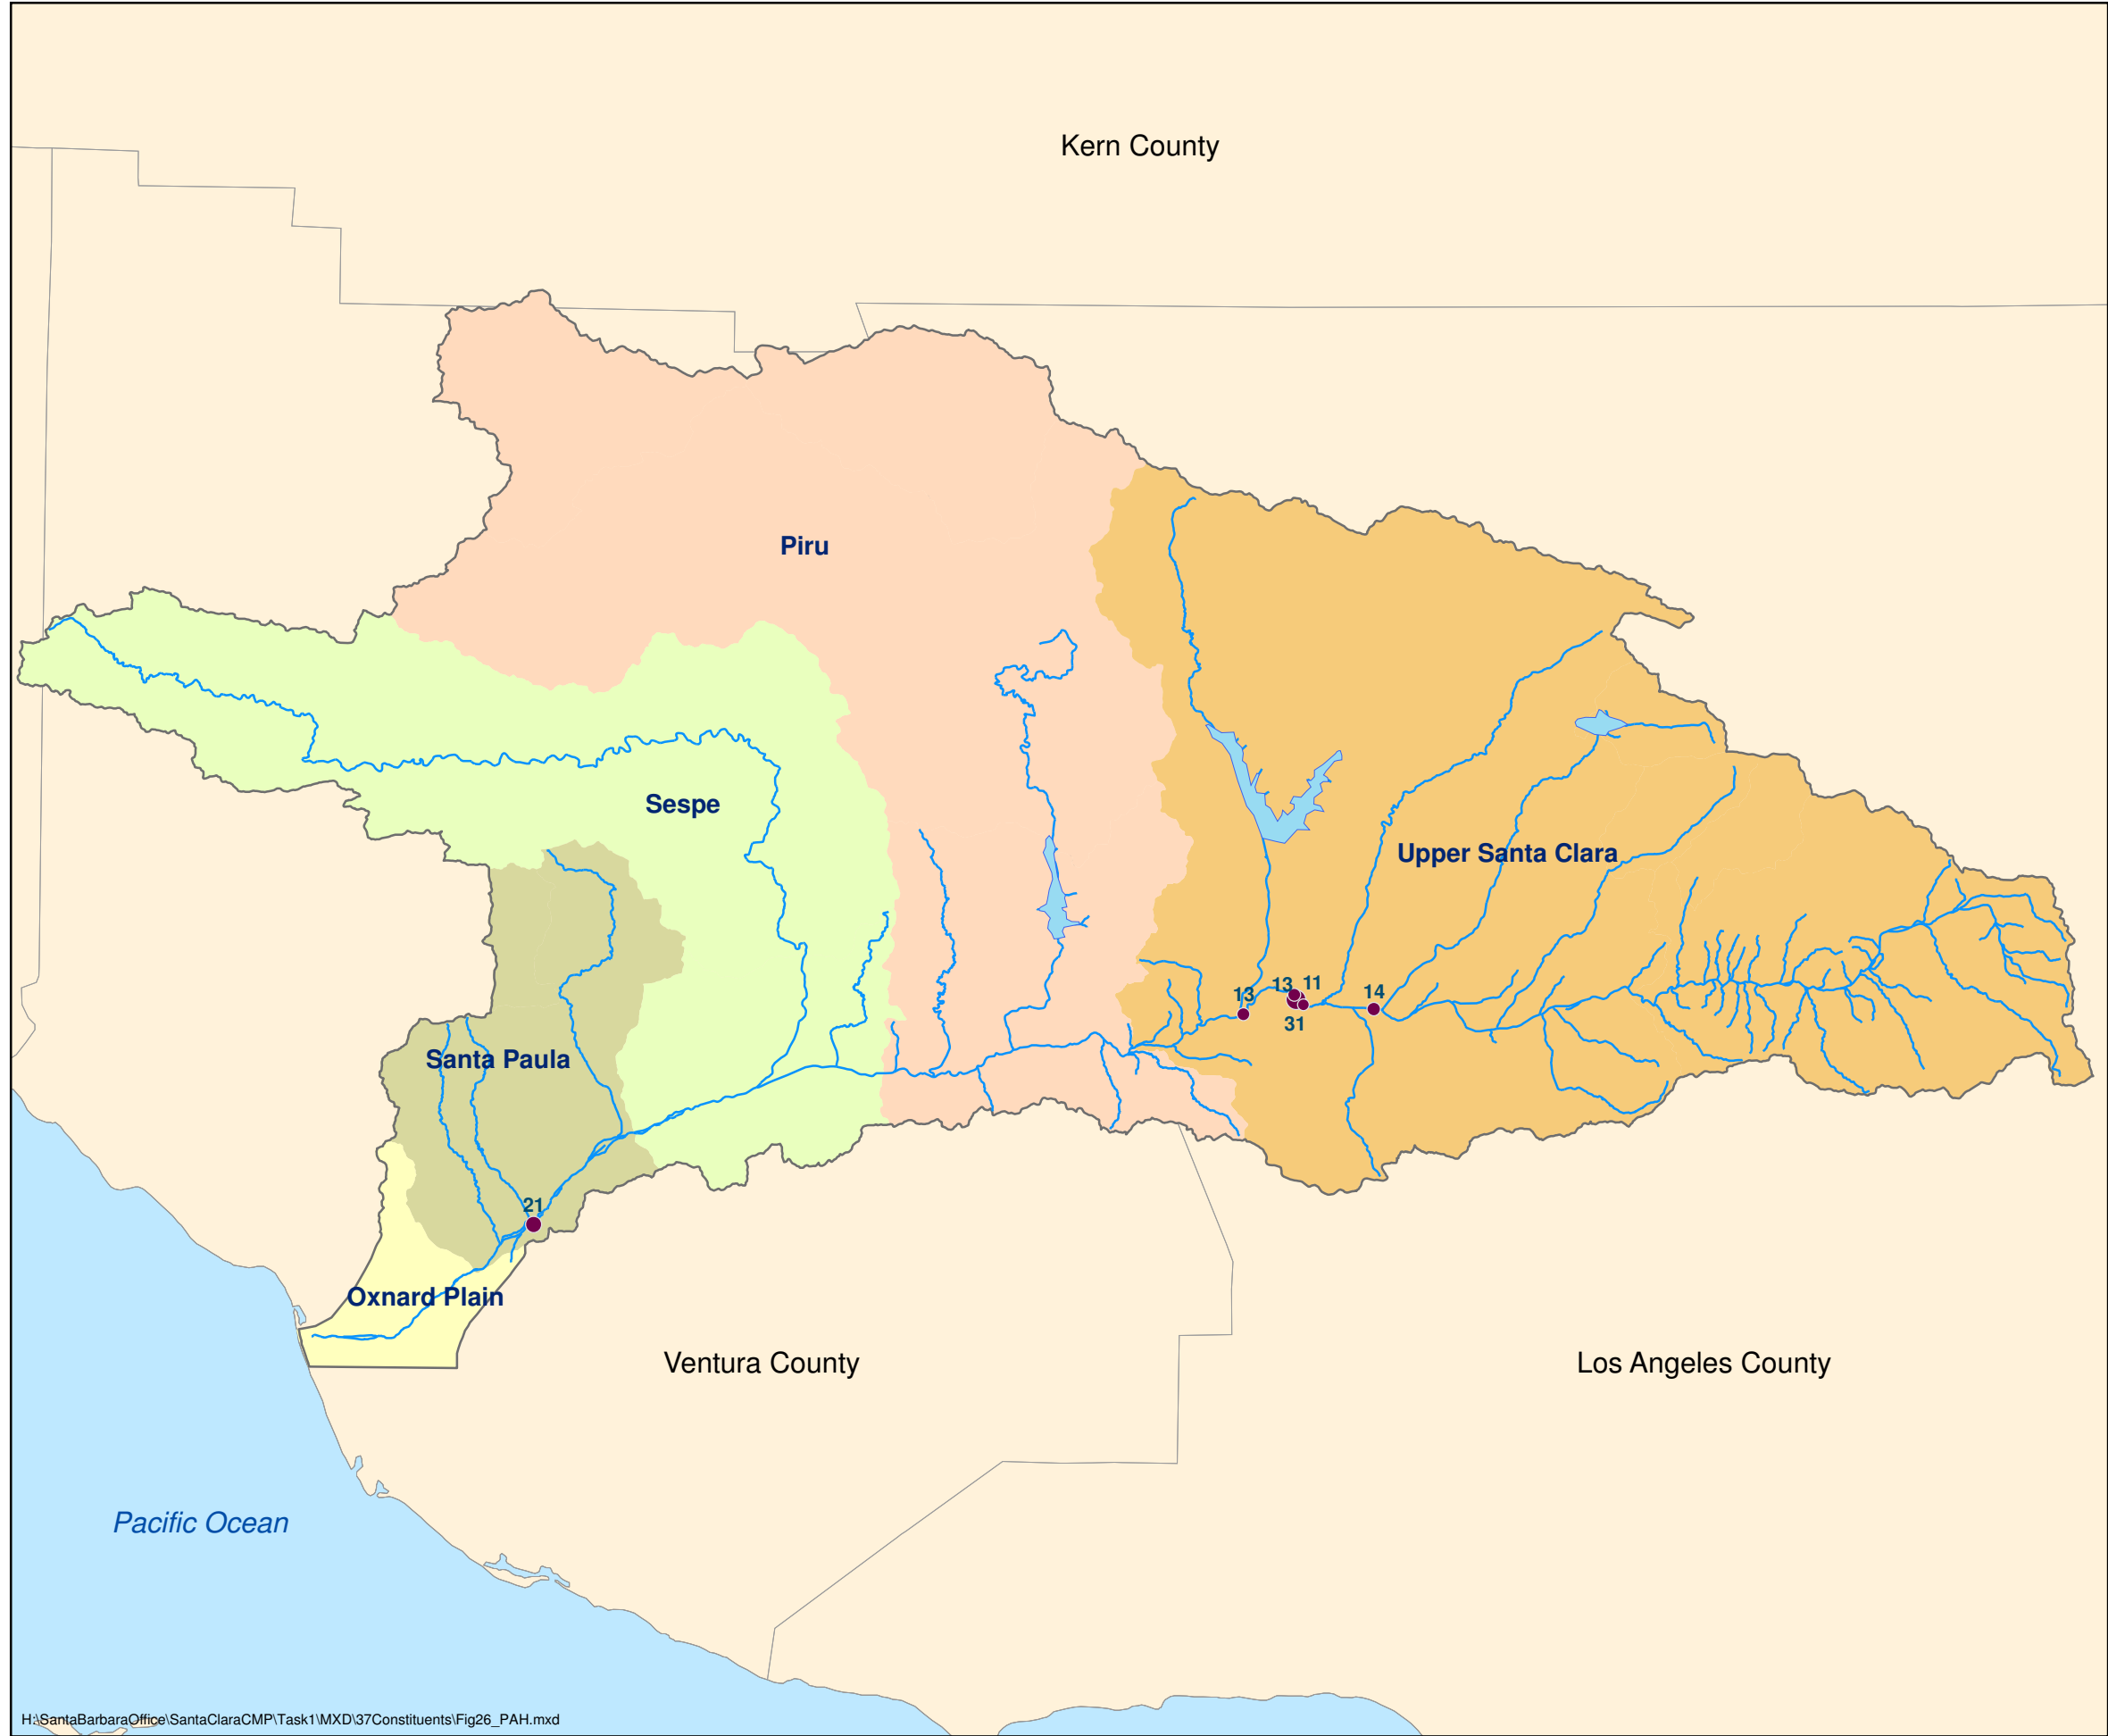 Kern County
Piru
Sespe
Upper Santa Clara
13
13
11
14
31
Santa Paula
21
Oxnard Plain
Ventura County
Los Angeles County
Pacific Ocean
H:\SantaBarbaraOffice\SantaClaraCMP\Task1\MXD\37Constituents\Fig26_PAH.mxd